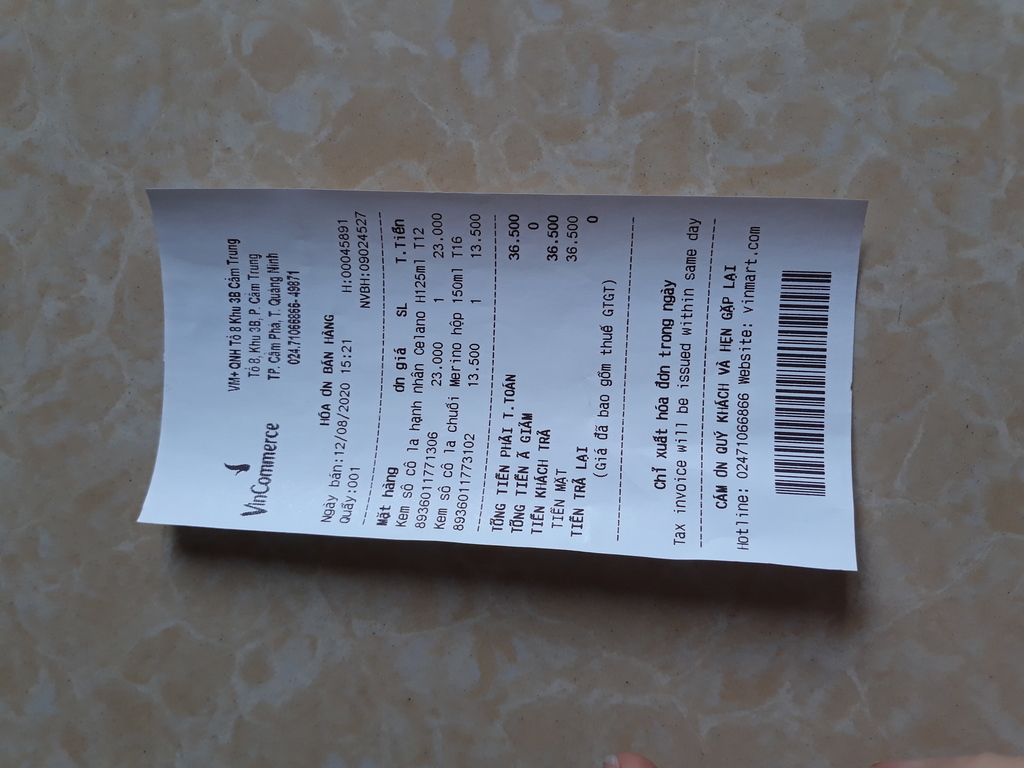 VinCommerce
VM+ QNH Tổ 8 Khu 3B Cẩm Trung
Tổ 8, Khu 3B, P. Cẩm Trung
TP. Cẩm Phả, T. Quảng Ninh
024.71066866-49871
HÓA ĐN BÁN HÀNG
Ngày bán:12/08/2020 15:21 H:00045891
Quầy:001 NVBH:09024527
Mặt hàng đn giá SL T. Tiền
Kem sô cô la hạnh nhân Celano H125ml T12
8936011771306 23.000 1 23.000
Kem sô cô la chuối Merino hộp 150ml T16
8936011773102 13.500 1 13.500
TỔNG TIỀN PHẢI T.TOÁN 36.500
TỔNG TIỀN Ã GIẢM 0
TIỀN KHÁCH TRẢ 36.500
TIỀN MẶT 36.500
TIỀN TRẢ LẠI 0
(Giá đã bao gồm thuế GTGT)
Chỉ xuất hóa đơn trong ngày
Tax invoice will be issued within same day
CÁM ƠN QUÝ KHÁCH VÀ HẸN GẶP LẠI
Hotline: 02471066866 Website: vinmart.com